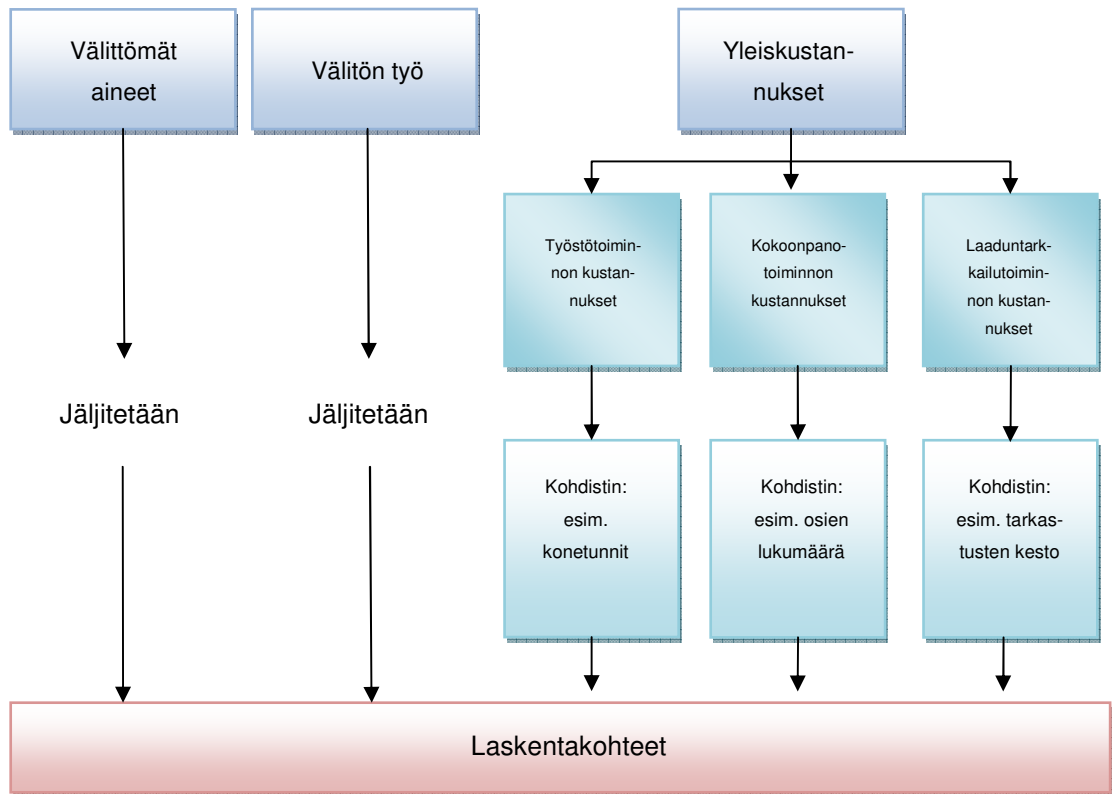 Välittömät
aineet
Välitön työ
Yleiskustan-
nukset
Työstötoimin-
non kustan-
nukset
Kokoonpano-
toiminnon
kustannukset
Laaduntark-
kailutoimin-
non kustan-
nukset
Jäljitetään
Jäljitetään
Kohdistin:
esim.
konetunnit
Kohdistin:
esim. osien
lukumäärä
Kohdistin:
esim. tarkas-
tusten kesto
Laskentakohteet